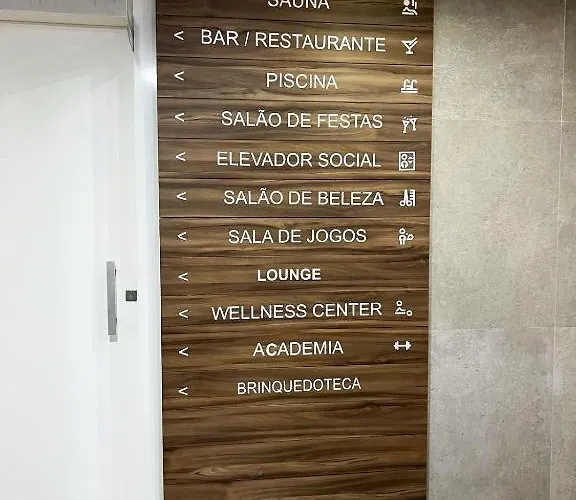 SAUNA
< BAR / RESTAURANTE
< PISCINA
< SALÃO DE FESTAS
< ELEVADOR SOCIAL
< SALÃO DE BELEZA
< SALA DE JOGOS
< LOUNGE
< WELLNESS CENTER
< ACADEMIA
< BRINQUEDOTECA